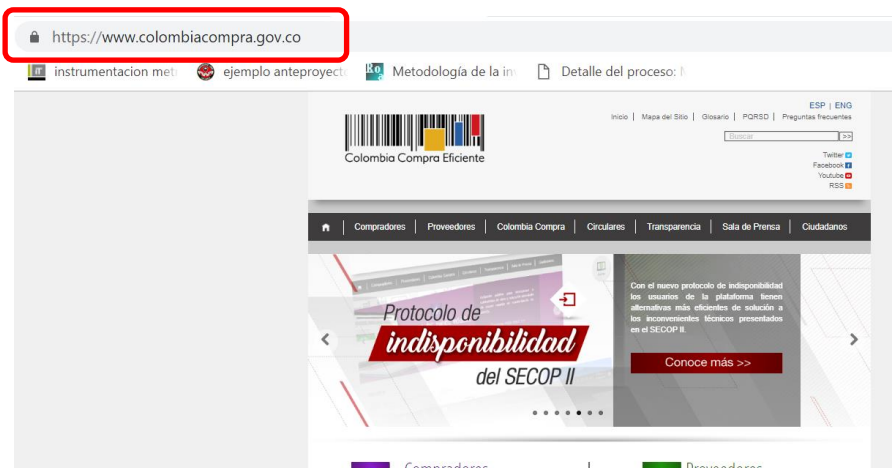 https://www.colombiacompra.gov.co
instrumentacion met
ejemplo anteproyect
Metodología de la in
Detalle del proceso:
ESP | ENG
Inicio | Mapa del Sitio | Glosario | PQRSD | Preguntas frecuentes
Buscar >>
Twitter
Facebook
Youtube
RSS
Colombia Compra Eficiente
Compradores | Proveedores | Colombia Compra | Circulares | Transparencia | Sala de Prensa | Ciudadanos
Protocolo de
indisponibilidad
del SECOP II
Con el nuevo protocolo de indisponibilidad
los usuarios de la plataforma tienen
alternativas más eficientes de solución a
los inconvenientes técnicos presentados
en el SECOP II.
Conoce más >>
Compradores
Proveedores